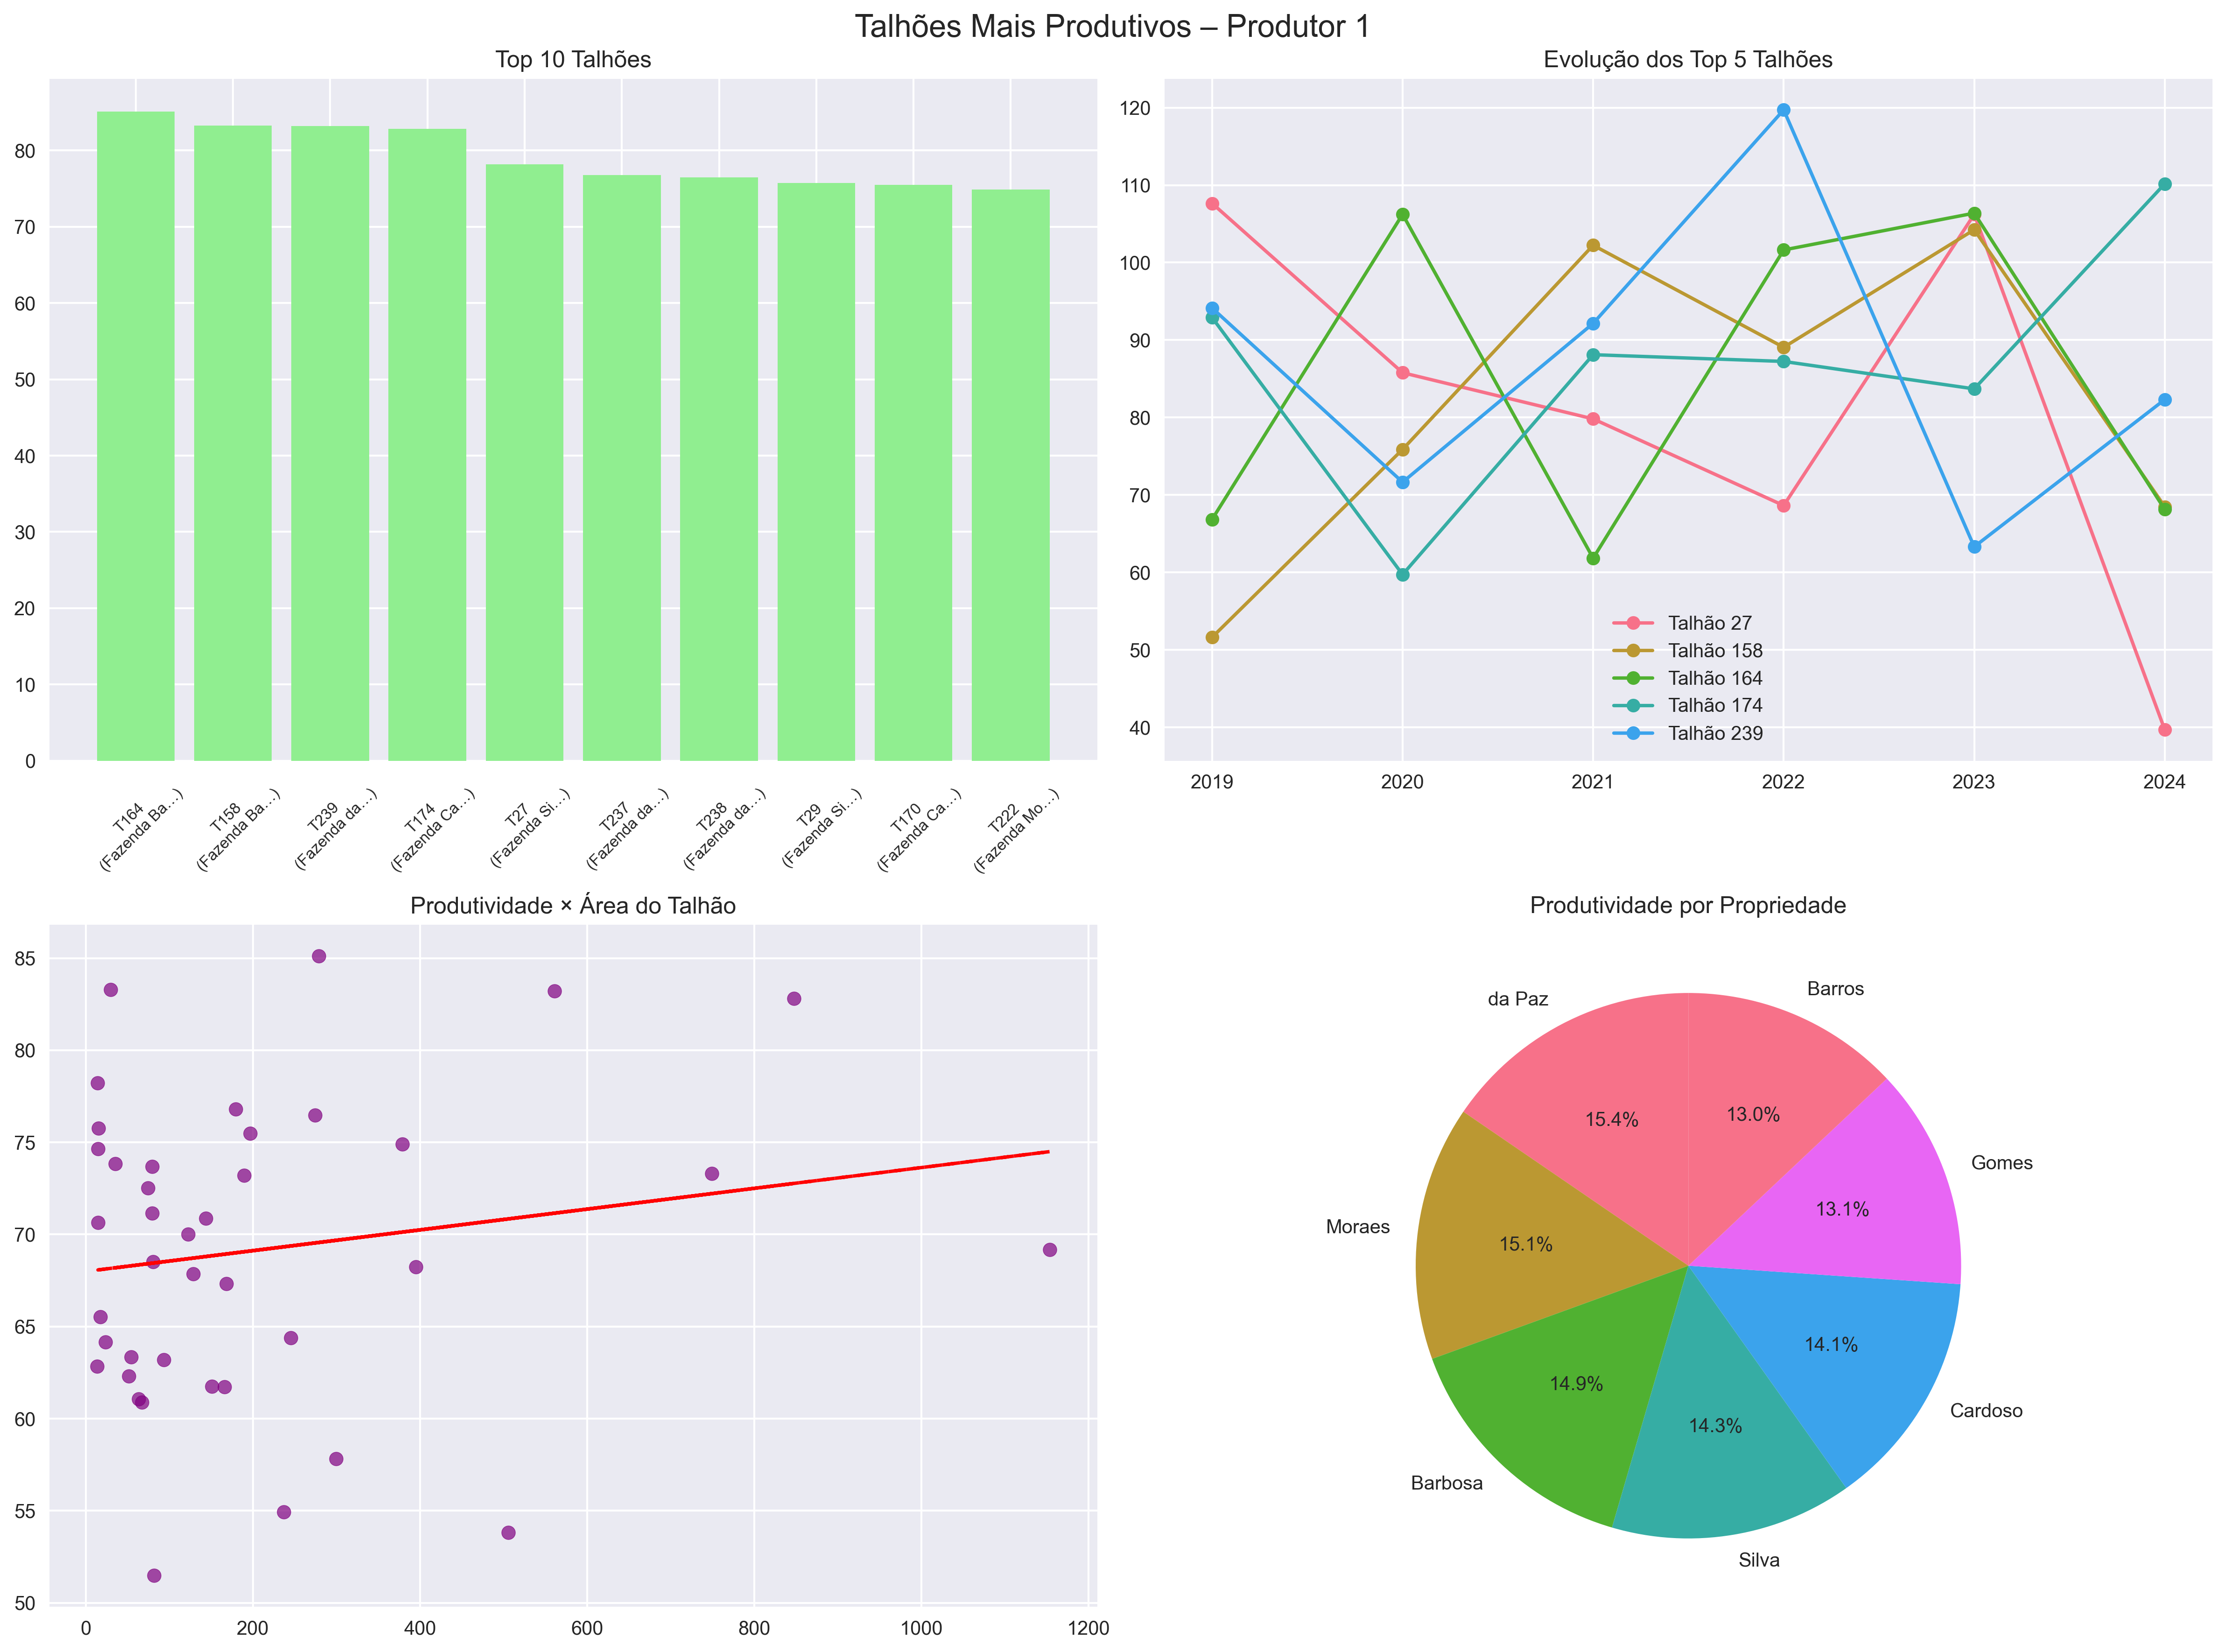 Talhões Mais Produtivos – Produtor 1
Top 10 Talhões
80
70
60
50
40
30
20
10
0
T164
(Fazenda Ba...)
T158
(Fazenda Ba...)
T239
(Fazenda da...)
T174
(Fazenda Ca...)
T27
(Fazenda Si...)
T237
(Fazenda da...)
T238
(Fazenda da...)
T29
(Fazenda Si...)
T170
(Fazenda Ca...)
T222
(Fazenda Mo...)
Evolução dos Top 5 Talhões
120
110
100
90
80
70
60
50
40
Talhão 27
Talhão 158
Talhão 164
Talhão 174
Talhão 239
2019 2020 2021 2022 2023 2024
Produtividade × Área do Talhão
85
80
75
70
65
60
55
50
0 200 400 600 800 1000 1200
Produtividade por Propriedade
da Paz
15.4%
Moraes
15.1%
Barbosa
14.9%
Silva
14.3%
Cardoso
14.1%
Gomes
13.1%
Barros
13.0%